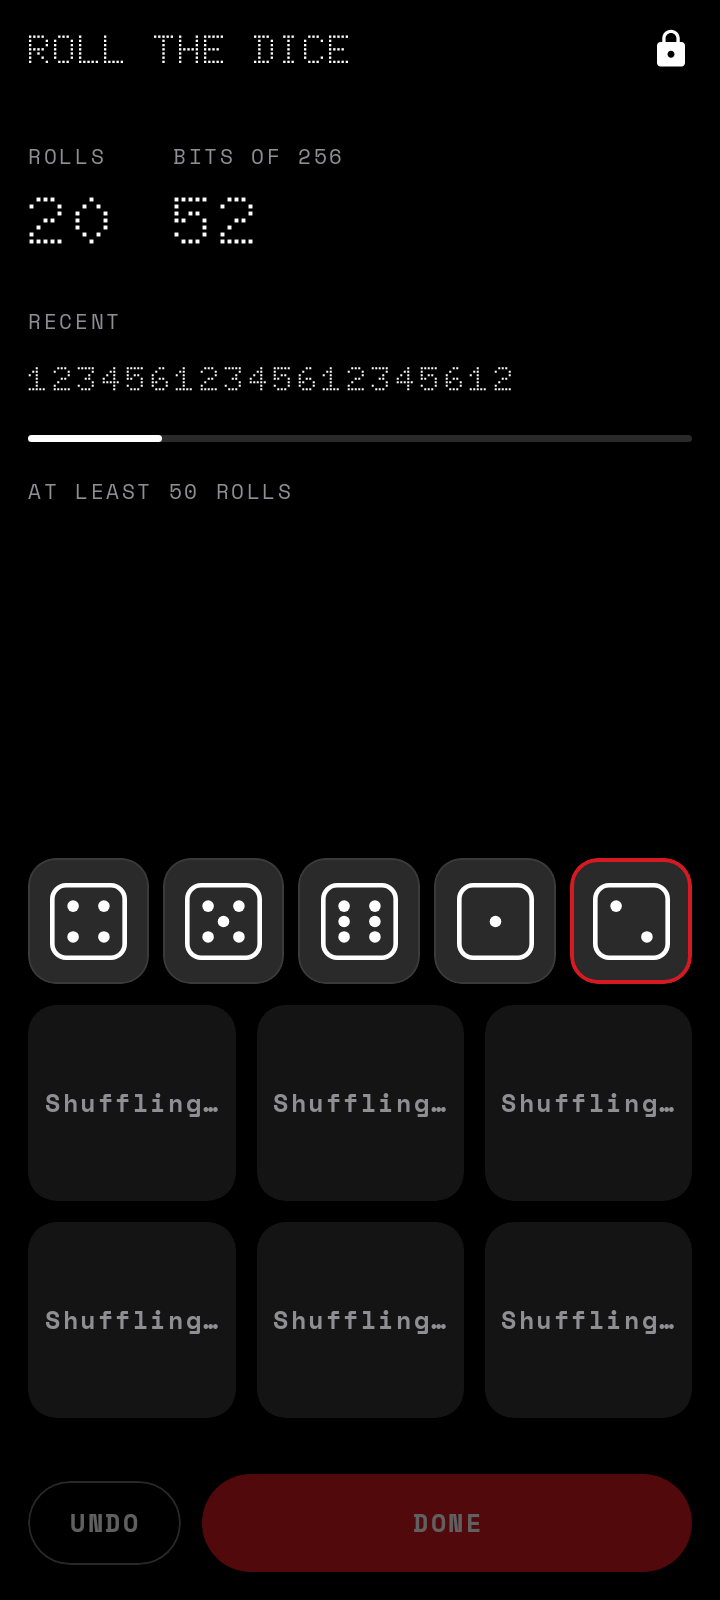 ROLL THE DICE
ROLLS BITS OF 256
20 52
RECENT
12345612345612345612
AT LEAST 50 ROLLS
Shuffling… Shuffling… Shuffling…
Shuffling… Shuffling… Shuffling…
UNDO DONE